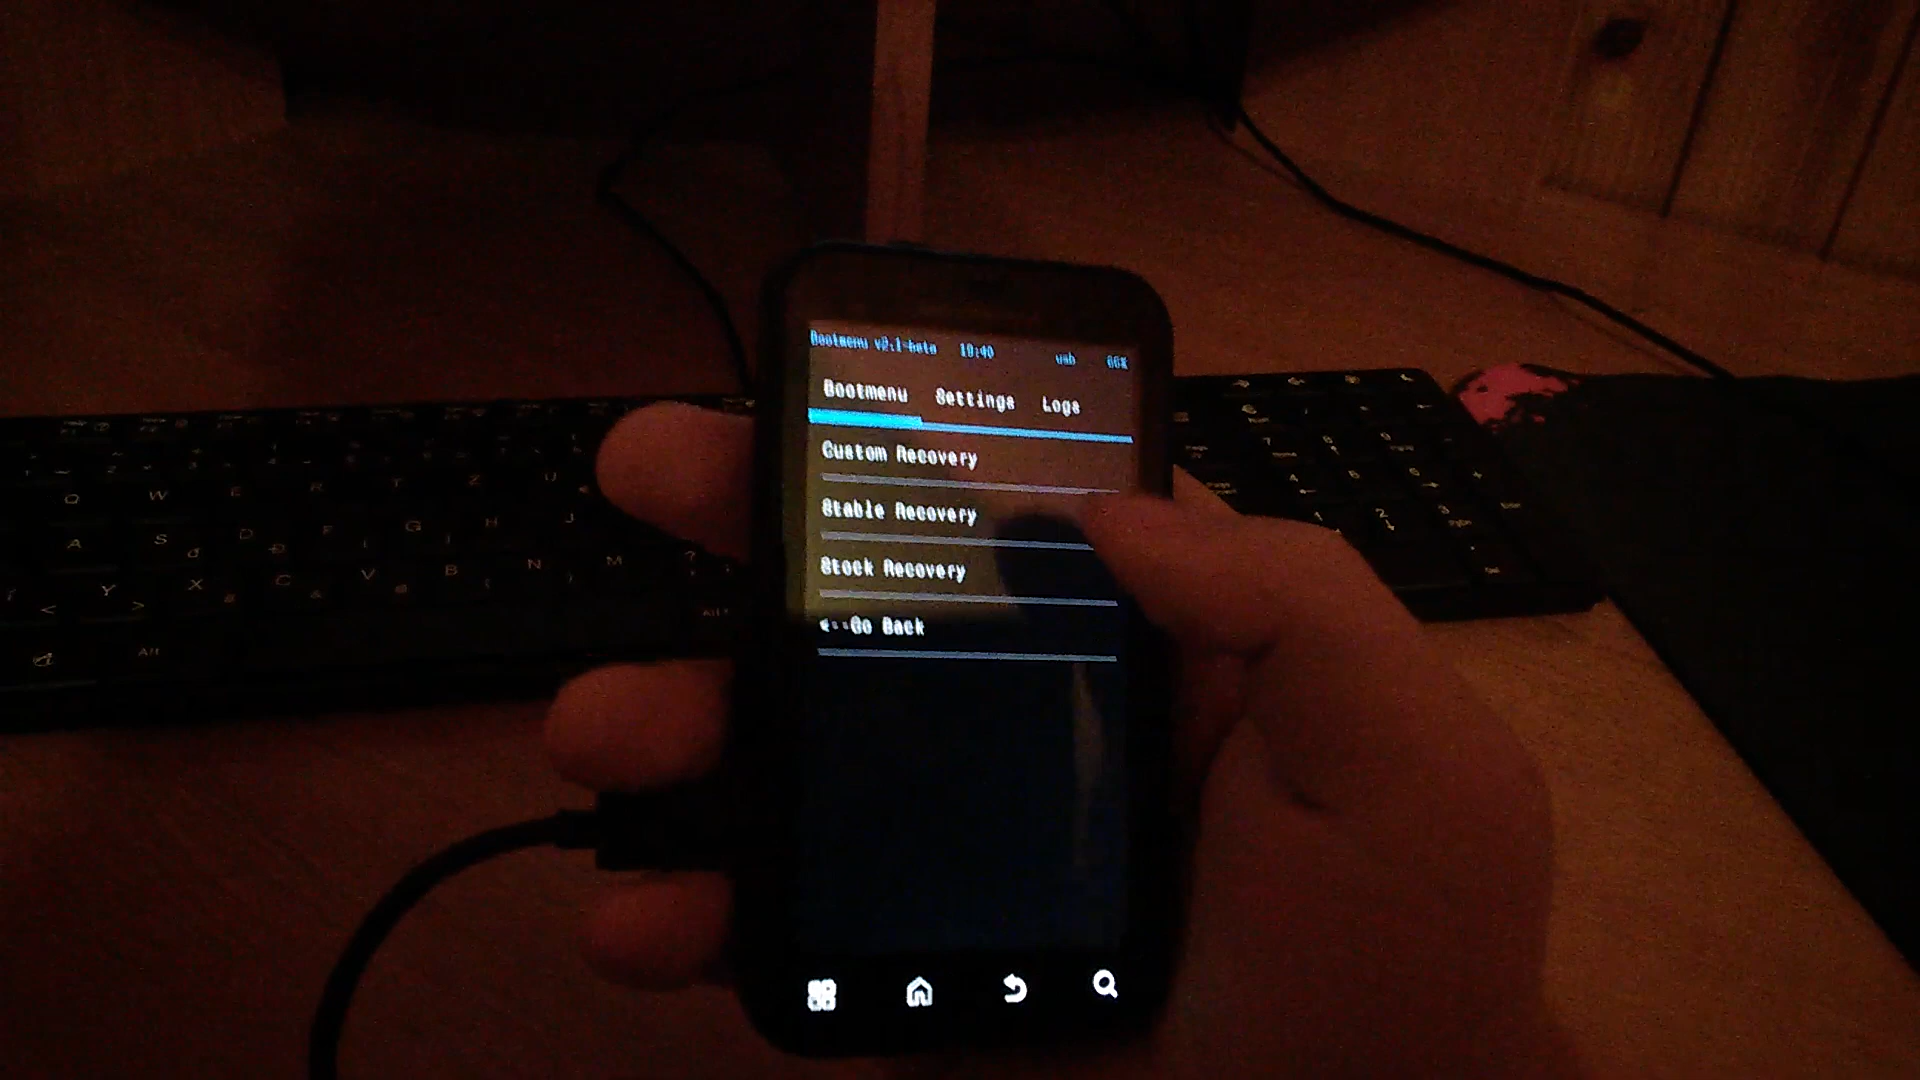 Bootmenu v2.1-beta 19:40 usb 66%
Bootmenu Settings Logs
Custom Recovery
Stable Recovery
Stock Recovery
<--Go Back
Q W E R T Z U
A S D F G H J
Y X C V B N M
Alt